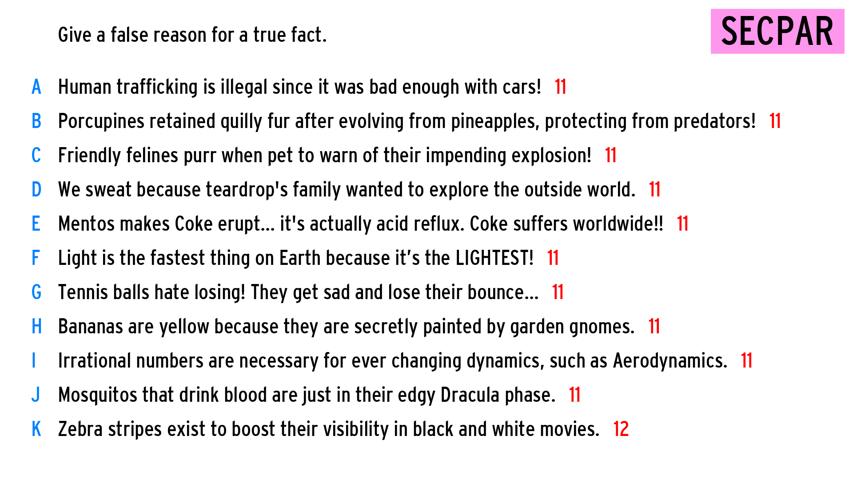 Give a false reason for a true fact.
SECPAR
A Human trafficking is illegal since it was bad enough with cars! 11
B Porcupines retained quilly fur after evolving from pineapples, protecting from predators! 11
C Friendly felines purr when pet to warn of their impending explosion! 11
D We sweat because teardrop's family wanted to explore the outside world. 11
E Mentos makes Coke erupt... it's actually acid reflux. Coke suffers worldwide!! 11
F Light is the fastest thing on Earth because it’s the LIGHTEST! 11
G Tennis balls hate losing! They get sad and lose their bounce... 11
H Bananas are yellow because they are secretly painted by garden gnomes. 11
I Irrational numbers are necessary for ever changing dynamics, such as Aerodynamics. 11
J Mosquitos that drink blood are just in their edgy Dracula phase. 11
K Zebra stripes exist to boost their visibility in black and white movies. 12